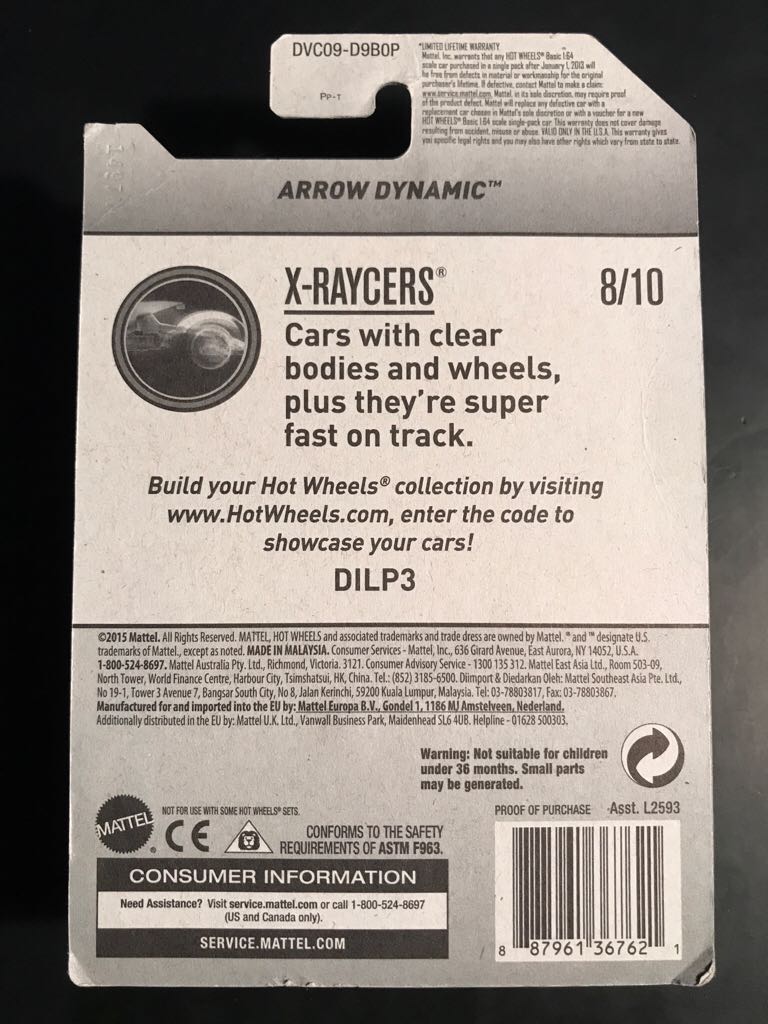 DVC09-D9B0P
PP-T
*LIMITED LIFETIME WARRANTY
Mattel, Inc. warrants that any HOT WHEELS® Basic 1:64
scale car purchased in a single pack after January 1, 2013 will
be free from defects in material or workmanship for the original
purchaser's lifetime. If defective, contact Mattel to make a claim:
www.service.mattel.com. Mattel, in its sole discretion, may require proof
of the product defect. Mattel will replace any defective car with a
replacement car chosen in Mattel's sole discretion or with a voucher for a new
HOT WHEELS® Basic 1:64 scale single-pack car. This warranty does not cover damage
resulting from accident, misuse or abuse. VALID ONLY IN THE U.S.A. This warranty gives
you specific legal rights and you may also have other rights which vary from state to state.
ARROW DYNAMIC™
X-RAYCERS®
8/10
Cars with clear
bodies and wheels,
plus they're super
fast on track.
Build your Hot Wheels® collection by visiting
www.HotWheels.com, enter the code to
showcase your cars!
DILP3
©2015 Mattel. All Rights Reserved. MATTEL, HOT WHEELS and associated trademarks and trade dress are owned by Mattel. ® and ™ designate U.S.
trademarks of Mattel., except as noted. MADE IN MALAYSIA. Consumer Services - Mattel, Inc., 636 Girard Avenue, East Aurora, NY 14052, U.S.A.
1-800-524-8697. Mattel Australia Pty. Ltd., Richmond, Victoria. 3121. Consumer Advisory Service - 1300 135 312. Mattel East Asia Ltd., Room 503-09,
North Tower, World Finance Centre, Harbour City, Tsimshatsui, HK, China. Tel.: (852) 3185-6500. Diimport & Diedarkan Oleh: Mattel Southeast Asia Pte. Ltd.,
No 19-1, Tower 3 Avenue 7, Bangsar South City, No 8, Jalan Kerinchi, 59200 Kuala Lumpur, Malaysia. Tel: 03-78803817, Fax: 03-78803867.
Manufactured for and imported into the EU by: Mattel Europa B.V., Gondel 1, 1186 MJ Amstelveen, Nederland.
Additionally distributed in the EU by: Mattel U.K. Ltd., Vanwall Business Park, Maidenhead SL6 4UB. Helpline - 01628 500303.
Warning: Not suitable for children
under 36 months. Small parts
may be generated.
MATTEL®
NOT FOR USE WITH SOME HOT WHEELS® SETS.
CE
CONFORMS TO THE SAFETY
REQUIREMENTS OF ASTM F963.
PROOF OF PURCHASE Asst. L2593
CONSUMER INFORMATION
Need Assistance? Visit service.mattel.com or call 1-800-524-8697
(US and Canada only).
SERVICE.MATTEL.COM
8 87961 36762 1